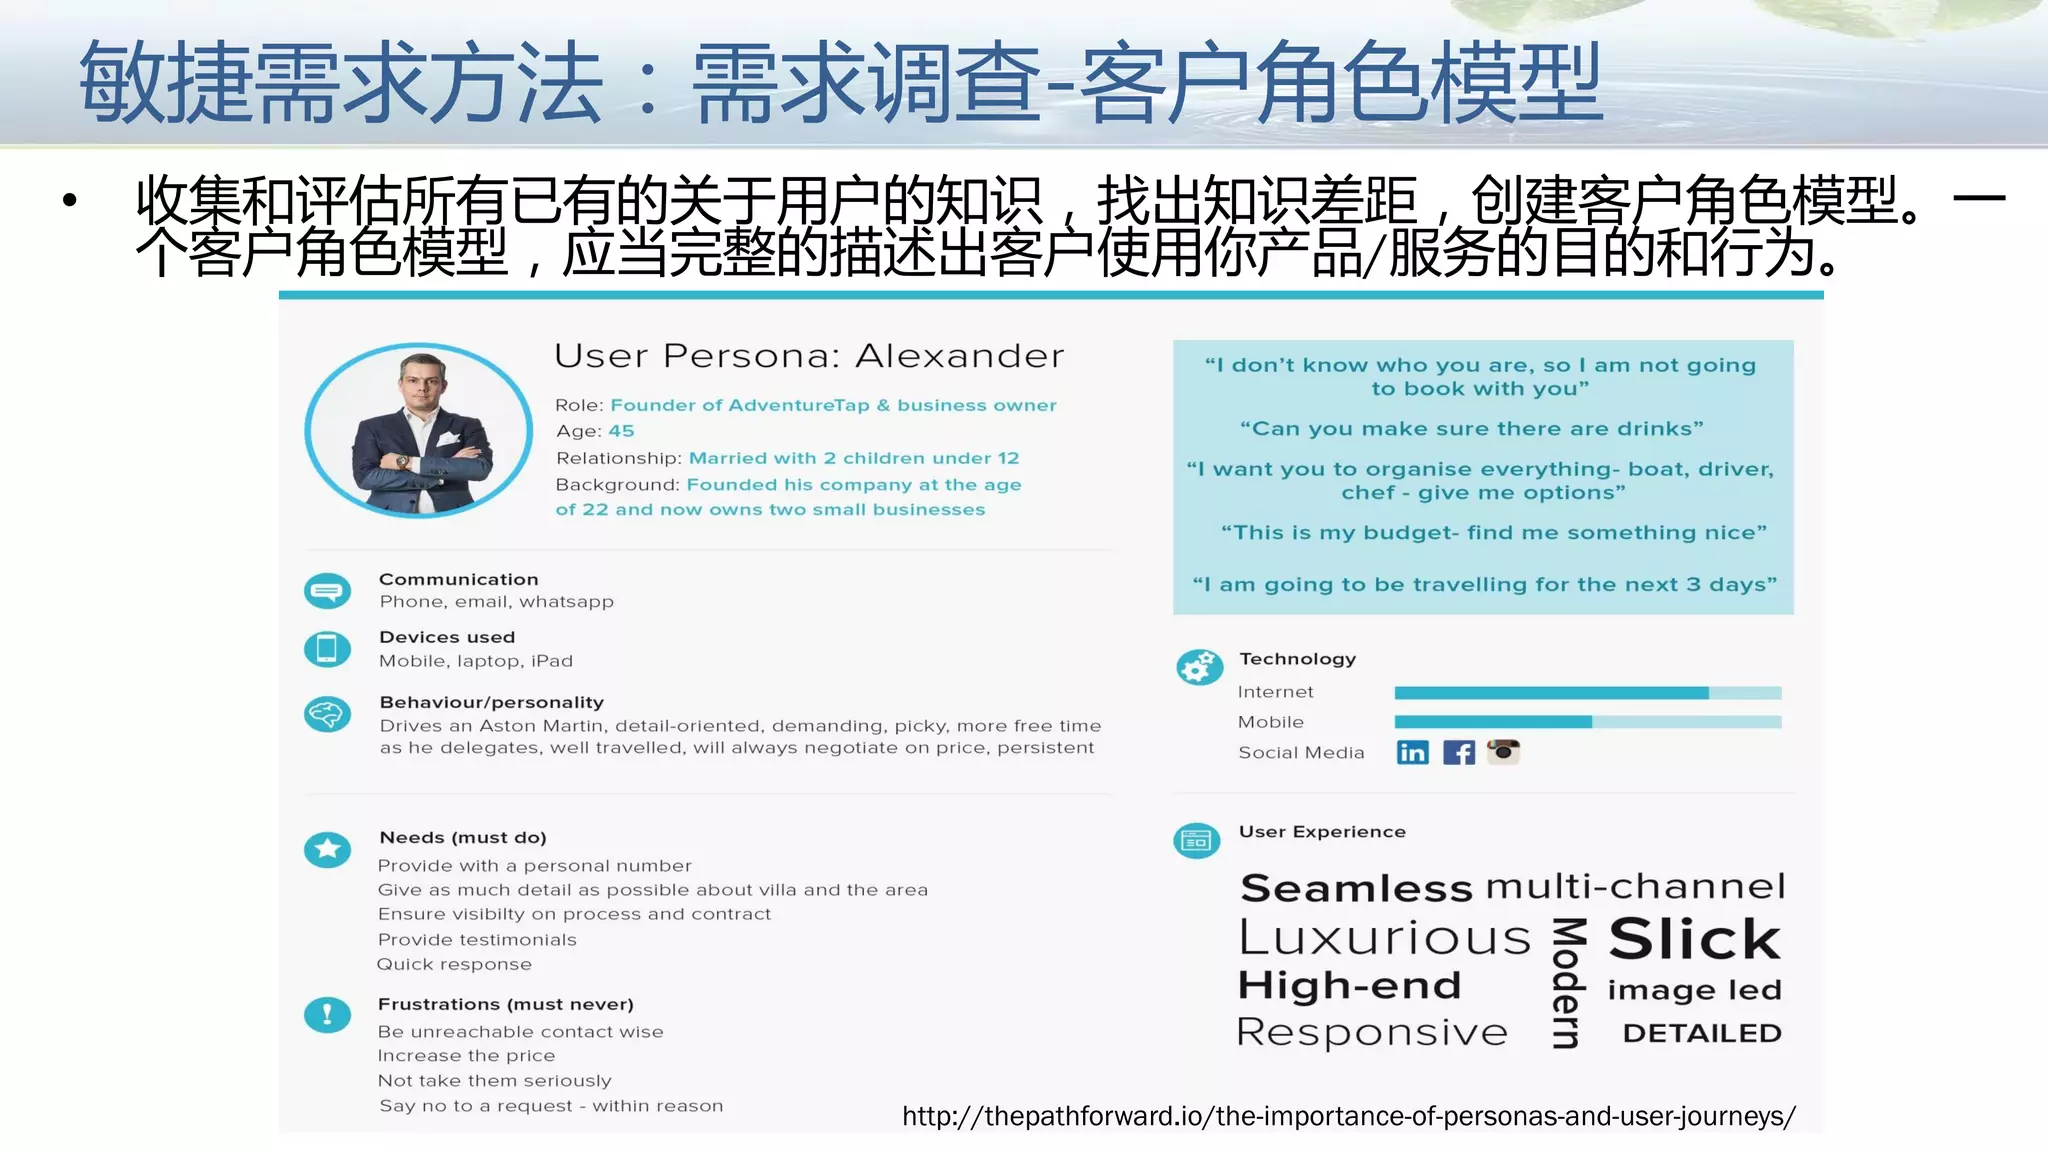 敏捷需求方法：需求调查-客户角色模型
• 收集和评估所有已有的关于用户的知识，找出知识差距，创建客户角色模型。一
个客户角色模型，应当完整的描述出客户使用你产品/服务的目的和行为。
User Persona: Alexander
Role: Founder of AdventureTap & business owner
Age: 45
Relationship: Married with 2 children under 12
Background: Founded his company at the age
of 22 and now owns two small businesses
Communication
Phone, email, whatsapp
Devices used
Mobile, laptop, iPad
Behaviour/personality
Drives an Aston Martin, detail-oriented, demanding, picky, more free time
as he delegates, well travelled, will always negotiate on price, persistent
Needs (must do)
Provide with a personal number
Give as much detail as possible about villa and the area
Ensure visibilty on process and contract
Provide testimonials
Quick response
Frustrations (must never)
Be unreachable contact wise
Increase the price
Not take them seriously
Say no to a request - within reason
“I don’t know who you are, so I am not going
to book with you”
“Can you make sure there are drinks”
“I want you to organise everything- boat, driver,
chef - give me options”
“This is my budget- find me something nice”
“I am going to be travelling for the next 3 days”
Technology
Internet
Mobile
Social Media
in f
User Experience
Seamless multi-channel
Luxurious
Modern
Slick
High-end
image led
Responsive
DETAILED
http://thepathforward.io/the-importance-of-personas-and-user-journeys/